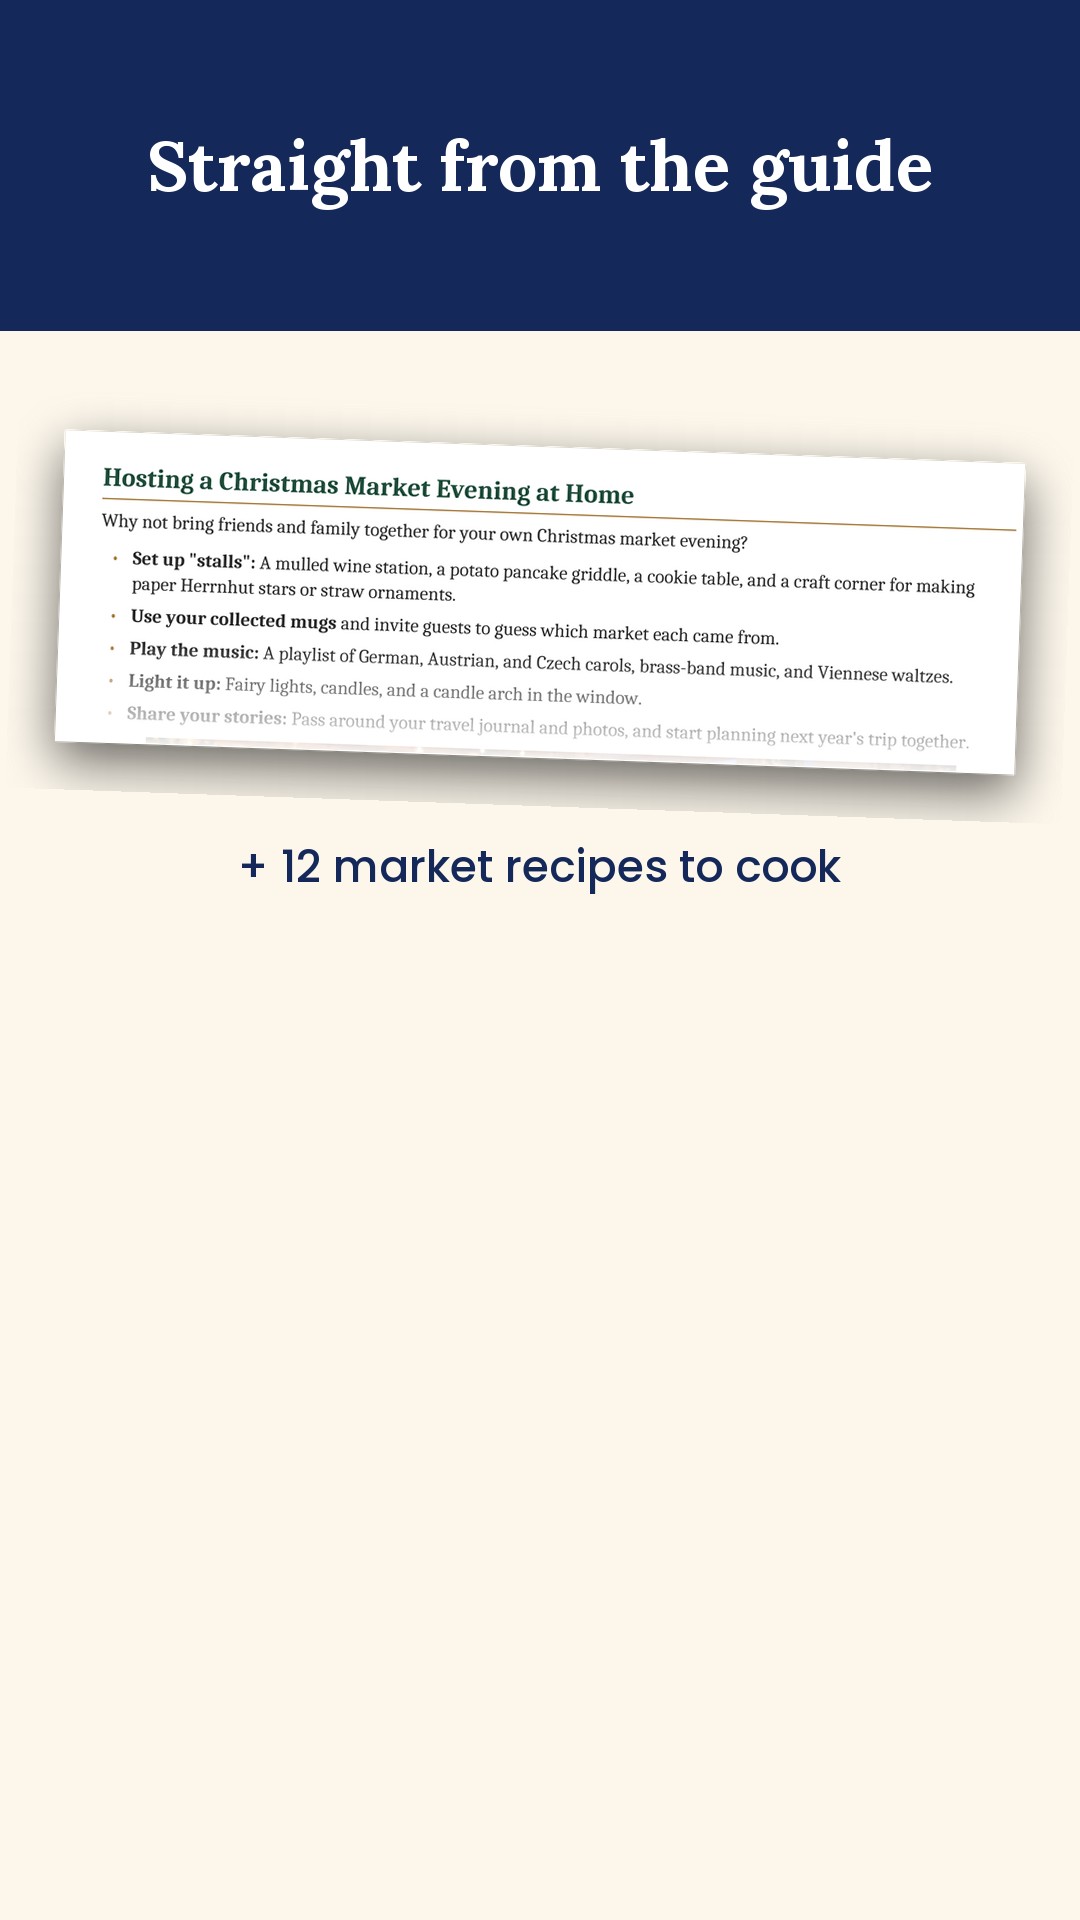 Straight from the guide
Hosting a Christmas Market Evening at Home
Why not bring friends and family together for your own Christmas market evening?
• Set up "stalls": A mulled wine station, a potato pancake griddle, a cookie table, and a craft corner for making
paper Herrnhut stars or straw ornaments.
• Use your collected mugs and invite guests to guess which market each came from.
• Play the music: A playlist of German, Austrian, and Czech carols, brass-band music, and Viennese waltzes.
• Light it up: Fairy lights, candles, and a candle arch in the window.
• Share your stories: Pass around your travel journal and photos, and start planning next year's trip together.
+ 12 market recipes to cook